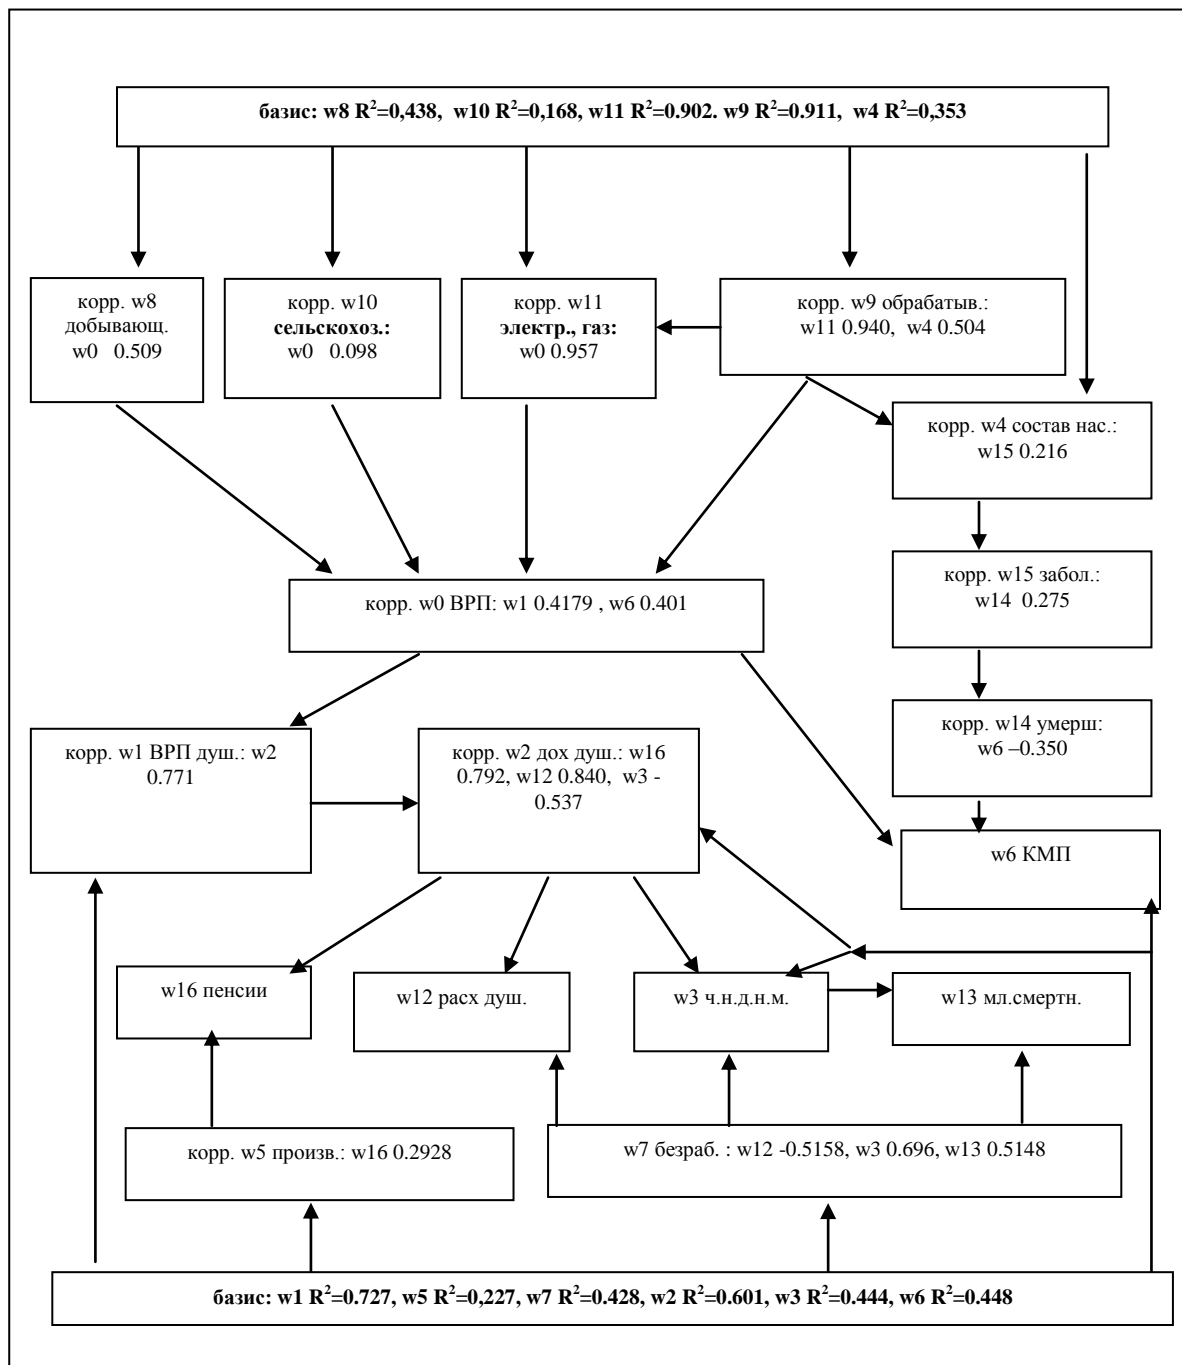 базис: w8 R²=0,438, w10 R²=0,168, w11 R²=0.902. w9 R²=0.911, w4 R²=0,353
корр. w8
добывающ.
w0 0.509
корр. w10
сельскохоз.:
w0 0.098
корр. w11
электр., газ:
w0 0.957
корр. w9 обрабатыв.:
w11 0.940, w4 0.504
корр. w4 состав нас.:
w15 0.216
корр. w15 забол.:
w14 0.275
корр. w0 ВРП: w1 0.4179 , w6 0.401
корр. w14 умерш:
w6 –0.350
корр. w1 ВРП душ.: w2
0.771
корр. w2 дох душ.: w16
0.792, w12 0.840, w3 -
0.537
w6 КМП
w16 пенсии
w12 расх душ.
w3 ч.н.д.н.м.
w13 мл.смертн.
корр. w5 произв.: w16 0.2928
w7 безраб. : w12 -0.5158, w3 0.696, w13 0.5148
базис: w1 R²=0.727, w5 R²=0,227, w7 R²=0.428, w2 R²=0.601, w3 R²=0.444, w6 R²=0.448